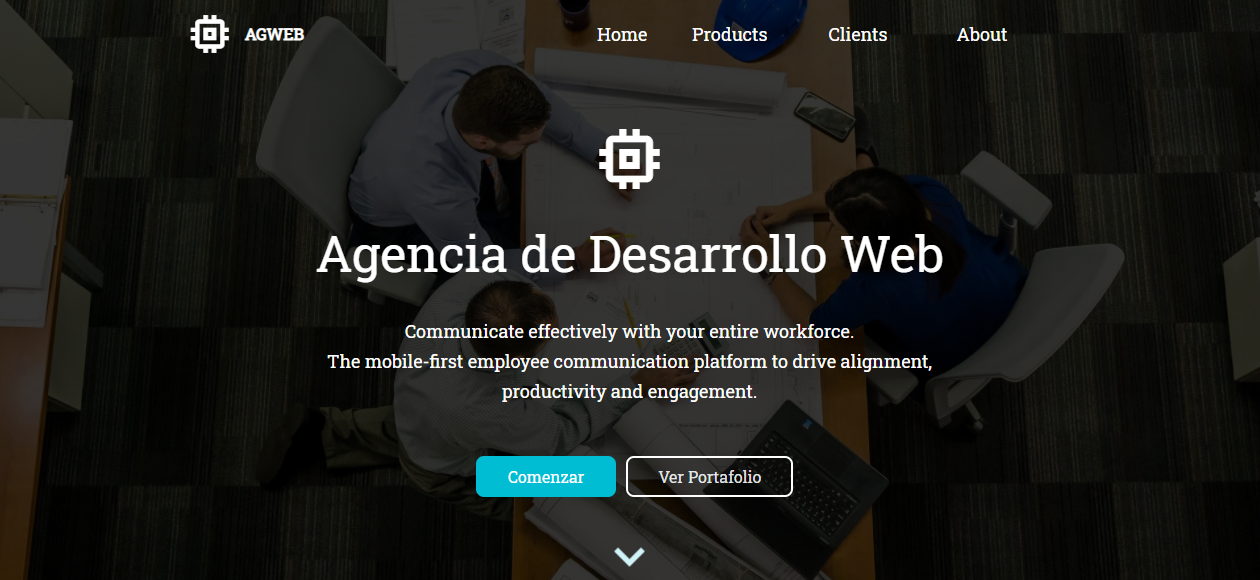 AGWEB
Home Products Clients About
Agencia de Desarrollo Web
Communicate effectively with your entire workforce.
The mobile-first employee communication platform to drive alignment,
productivity and engagement.
Comenzar
Ver Portafolio